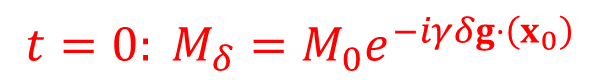 t = 0: M_δ = M_0 e^{-iγδ𝐠·(𝐱_0)}